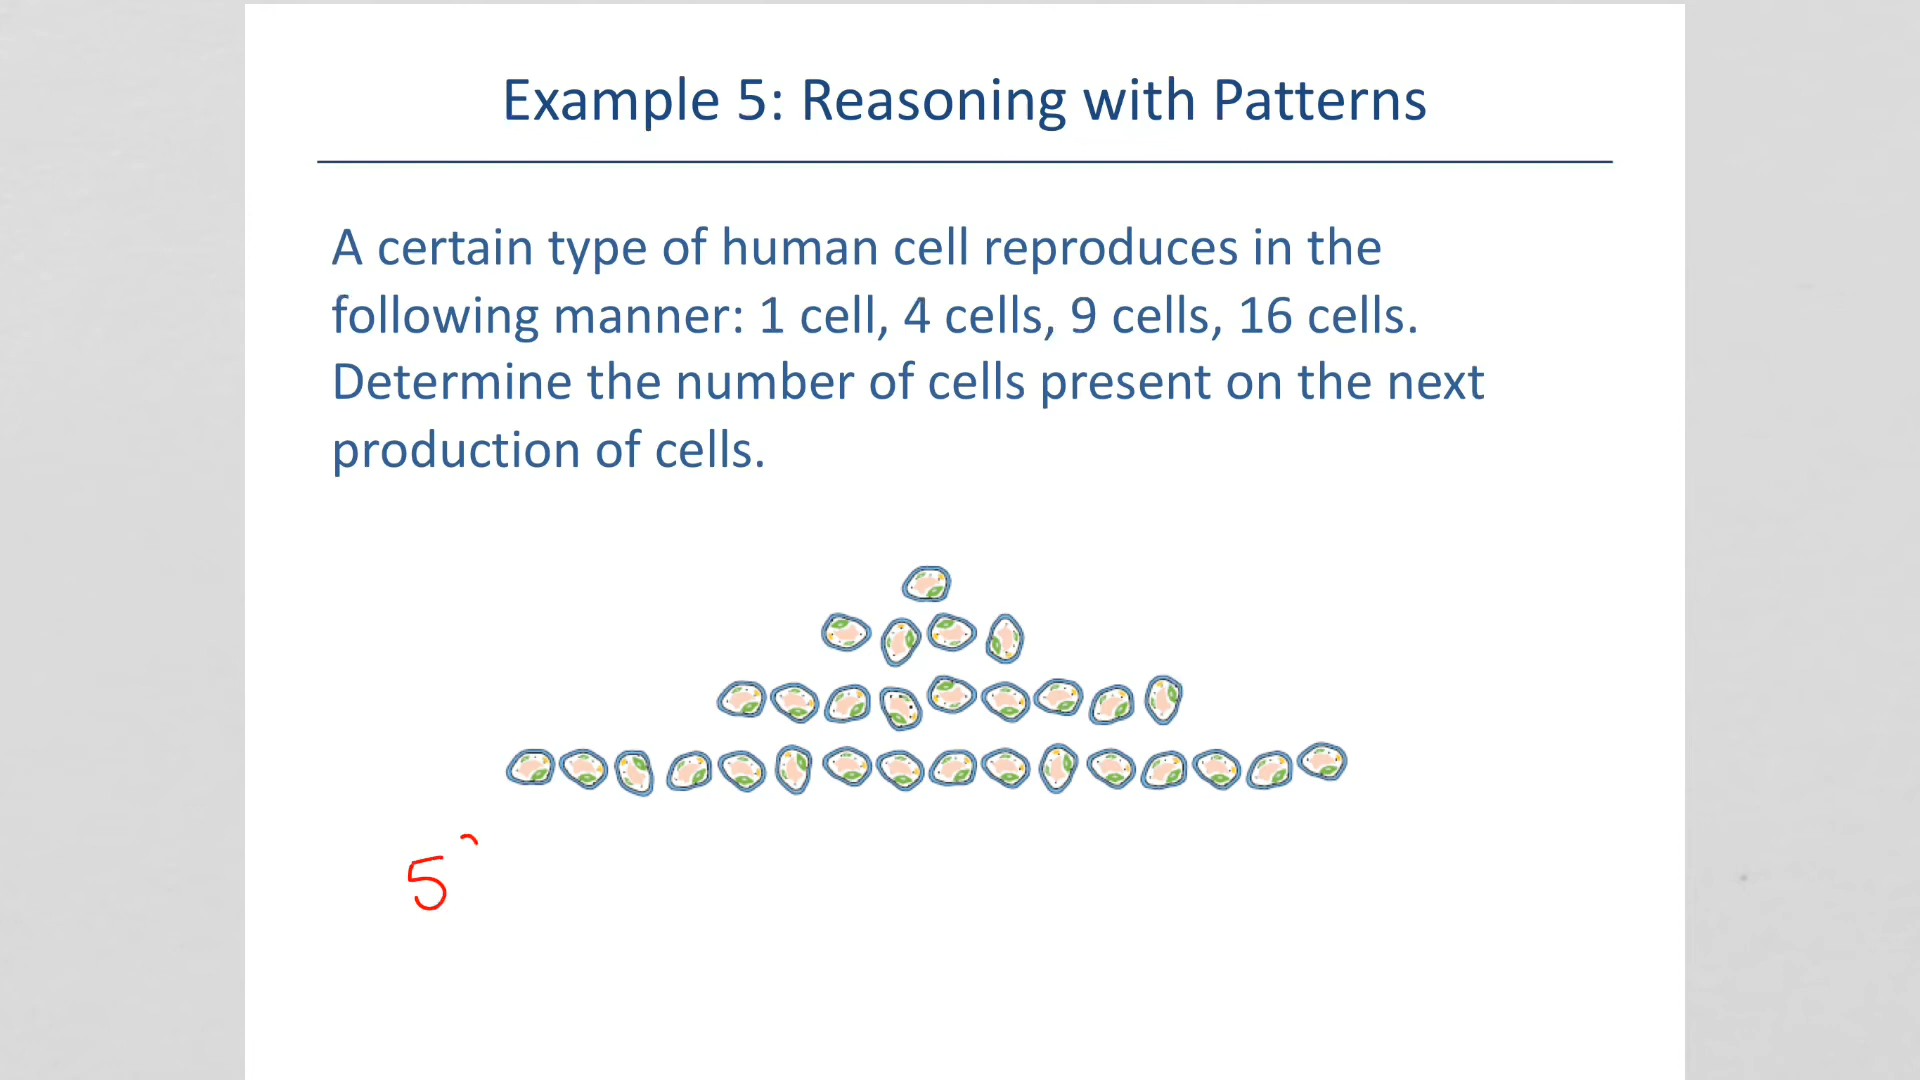 Example 5: Reasoning with Patterns
A certain type of human cell reproduces in the
following manner: 1 cell, 4 cells, 9 cells, 16 cells.
Determine the number of cells present on the next
production of cells.
5